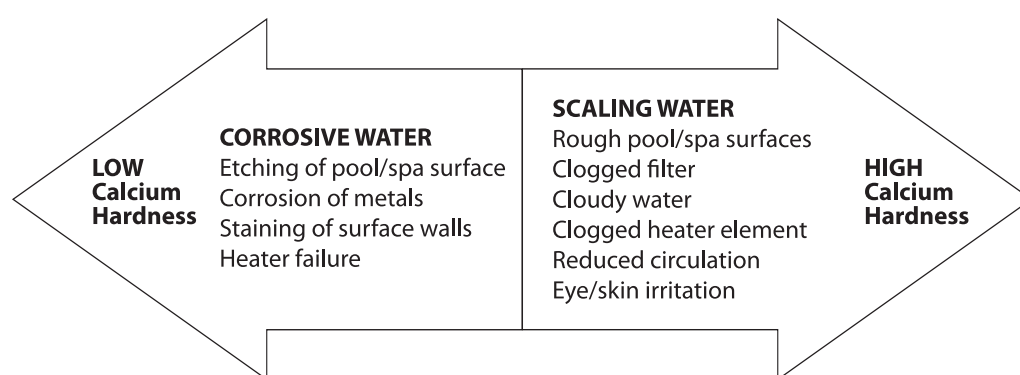 LOW
Calcium
Hardness
CORROSIVE WATER
Etching of pool/spa surface
Corrosion of metals
Staining of surface walls
Heater failure
SCALING WATER
Rough pool/spa surfaces
Clogged filter
Cloudy water
Clogged heater element
Reduced circulation
Eye/skin irritation
HIGH
Calcium
Hardness